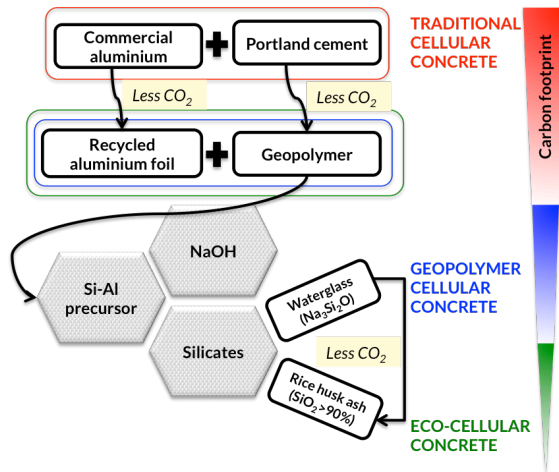 Commercial
aluminium
Portland cement
TRADITIONAL
CELLULAR
CONCRETE
Carbon footprint
Less CO₂
Less CO₂
Recycled
aluminium foil
Geopolymer
NaOH
Si-Al
precursor
Silicates
Waterglass
(Na₃Si₂O)
GEOPOLYMER
CELLULAR
CONCRETE
Less CO₂
Rice husk ash
(SiO₂>90%)
ECO-CELLULAR
CONCRETE